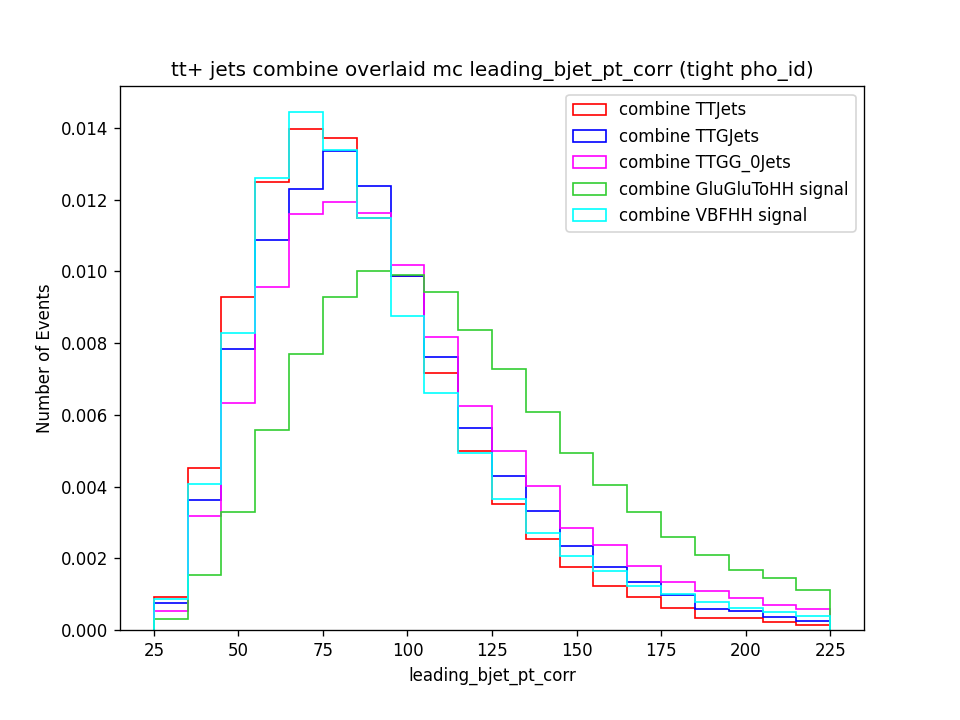 tt+ jets combine overlaid mc leading_bjet_pt_corr (tight pho_id)
combine TTJets
combine TTGJets
combine TTGG_0Jets
combine GluGluToHH signal
combine VBFHH signal
0.014
0.012
0.010
0.008
0.006
0.004
0.002
0.000
Number of Events
25 50 75 100 125 150 175 200 225
leading_bjet_pt_corr